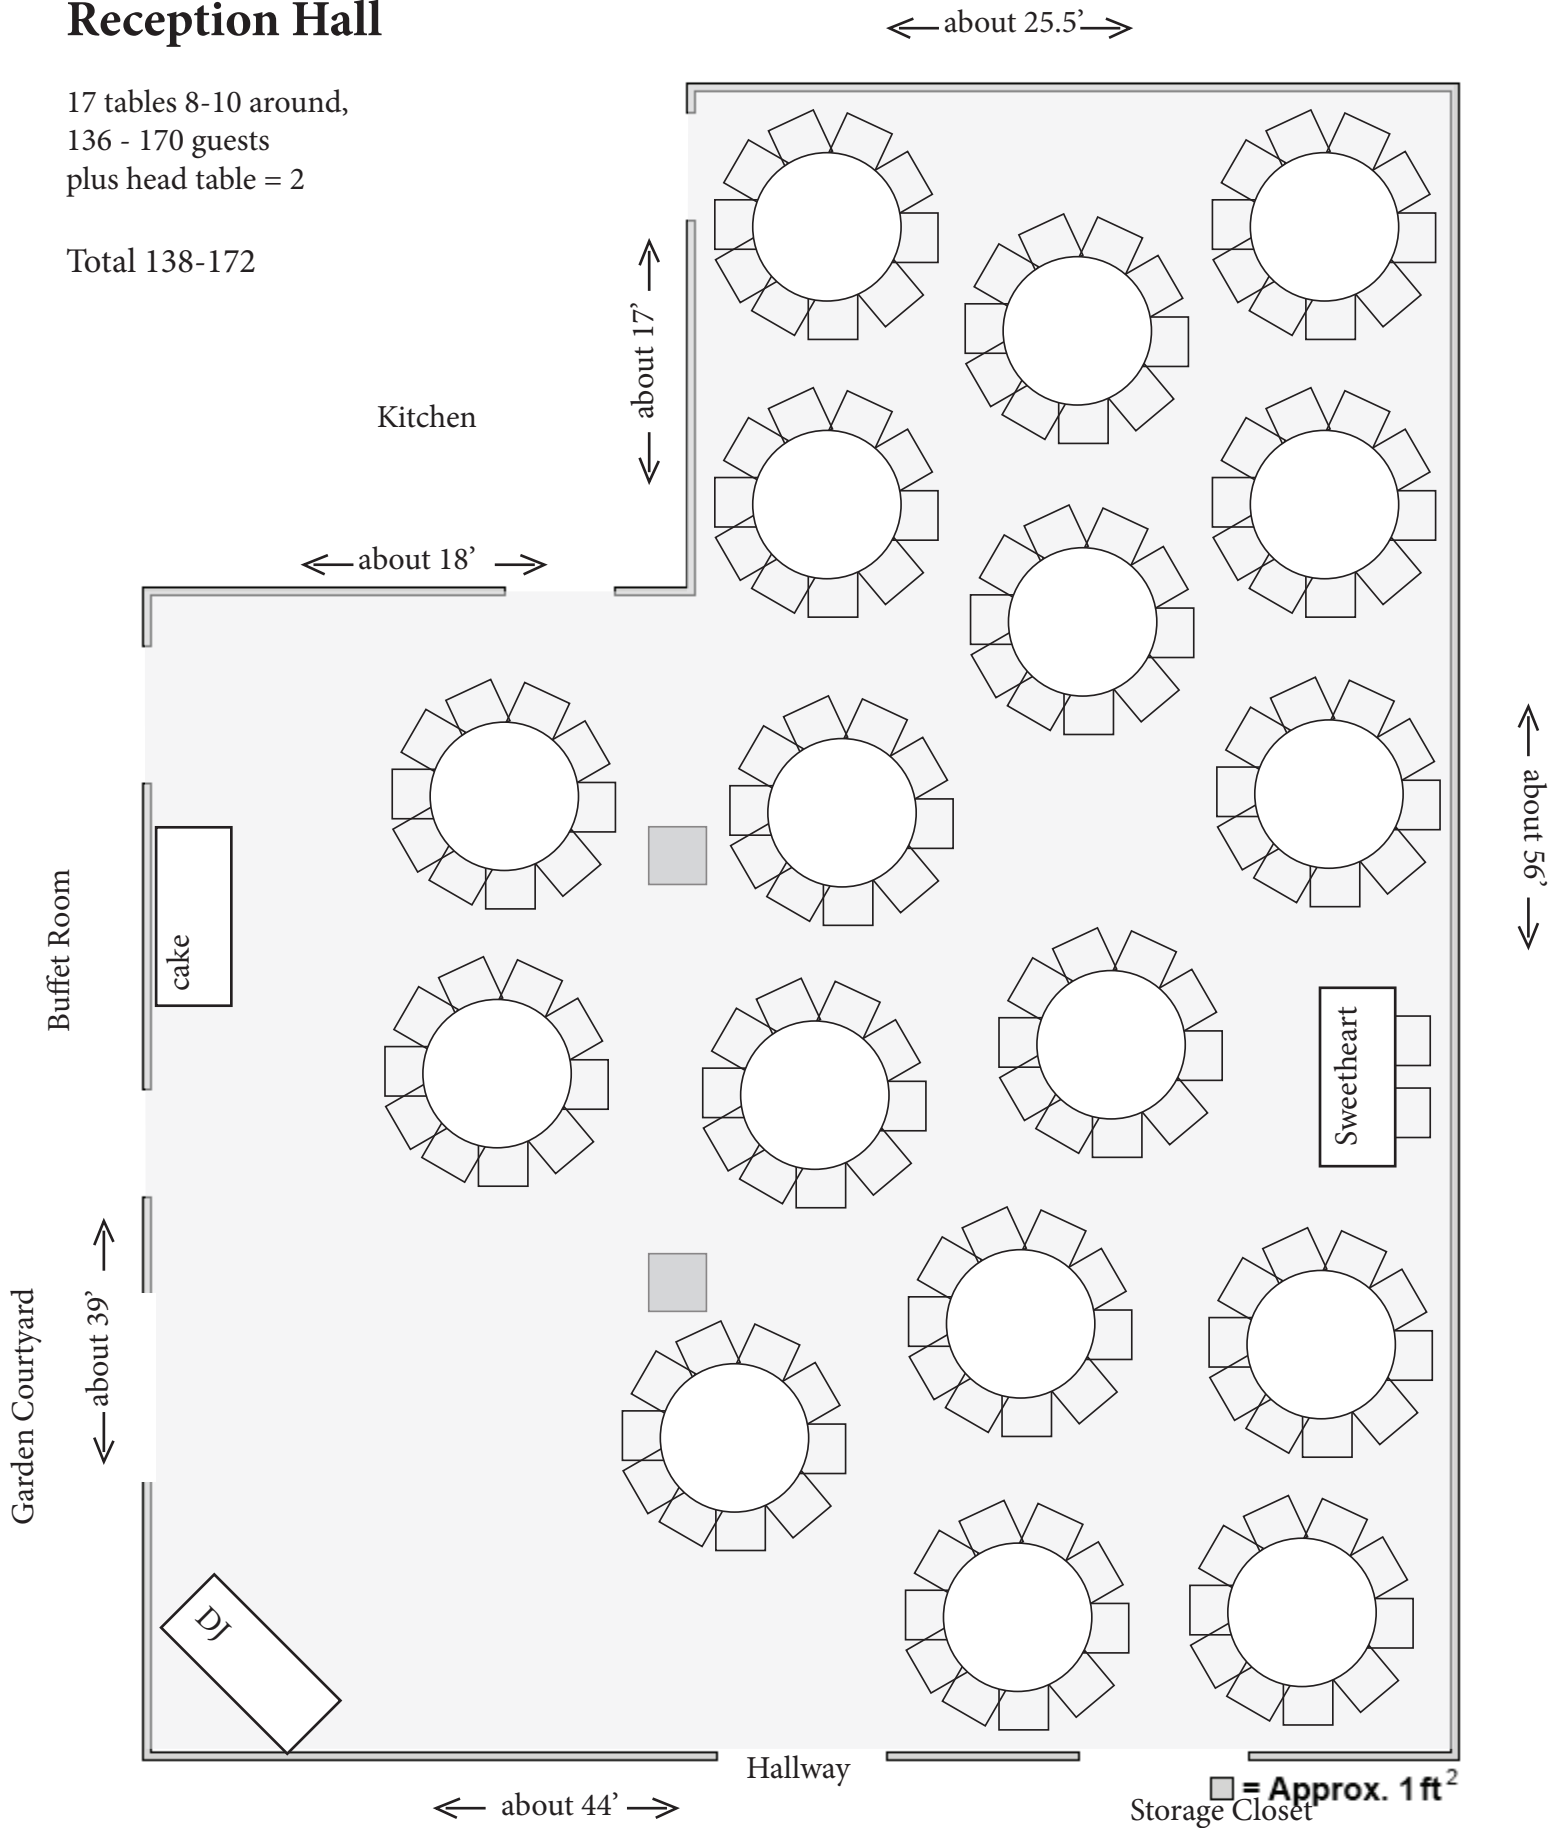 Reception Hall
about 25.5’
17 tables 8-10 around,
136 - 170 guests
plus head table = 2
Total 138-172
about 17’
Kitchen
about 18’
about 56’
Buffet Room
cake
Sweetheart
Garden Courtyard
about 39’
DJ
Hallway
= Approx. 1 ft 2
about 44’
Storage Closet